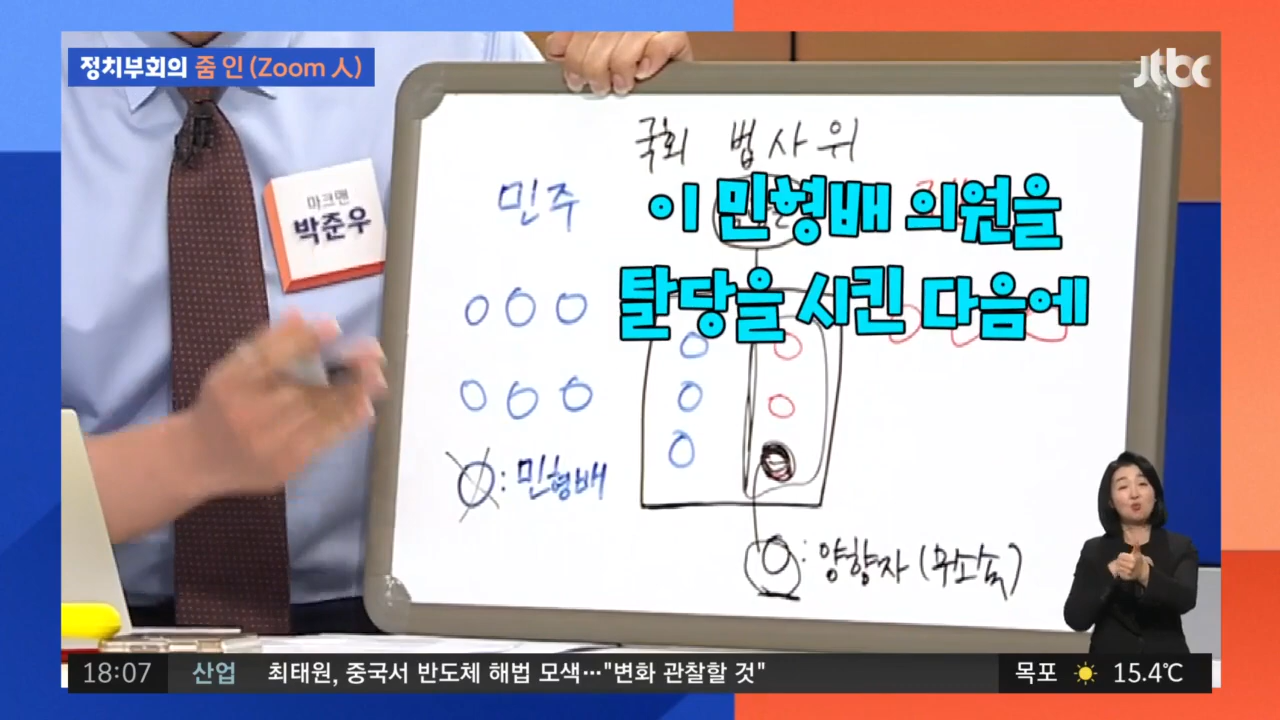 정치부회의 줌 인 (Zoom 人)
jtbc
국회 법사위
민주
이 민형배 의원을
탈당을 시킨 다음에
마크맨
박준우
: 민형배
: 양향자 (무소속)
18:07 산업 최태원, 중국서 반도체 해법 모색…"변화 관찰할 것" 목포 15.4℃